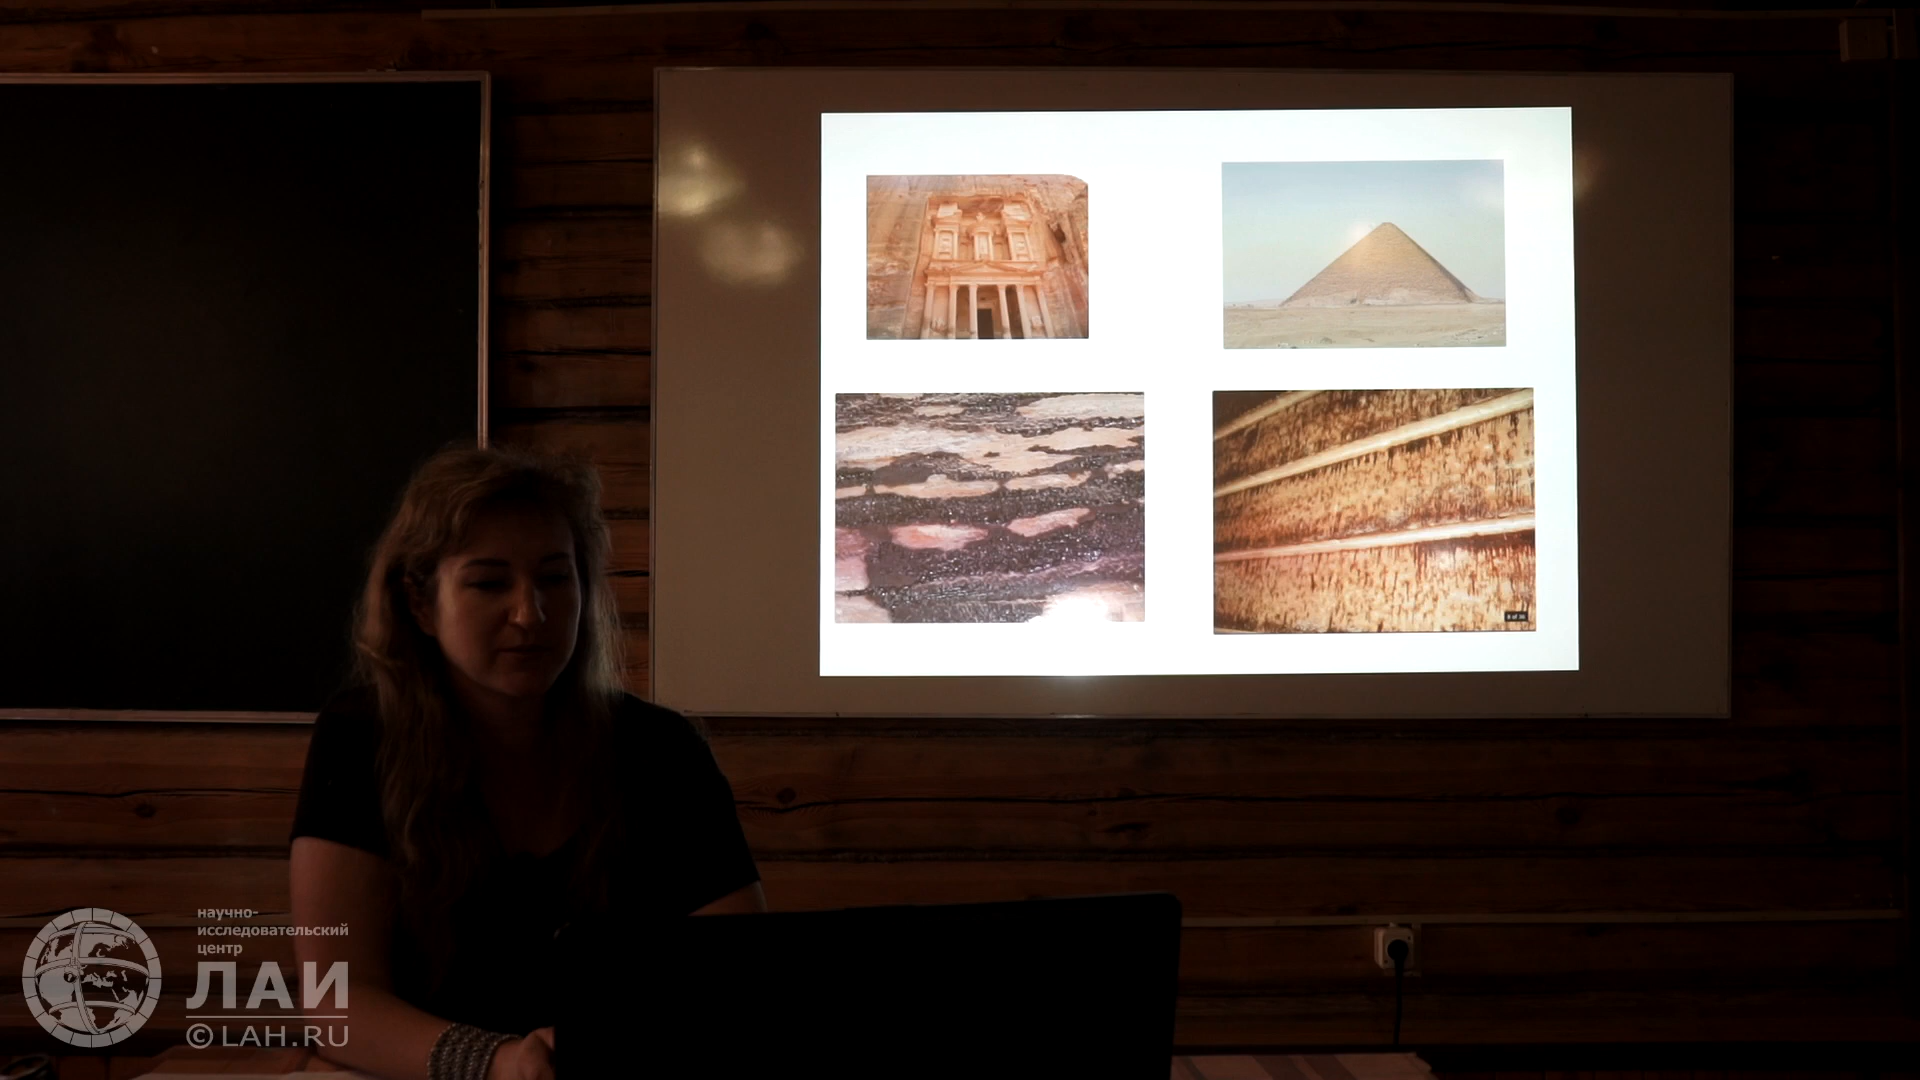 научно-
исследовательский
центр
ЛАИ
©LAH.RU